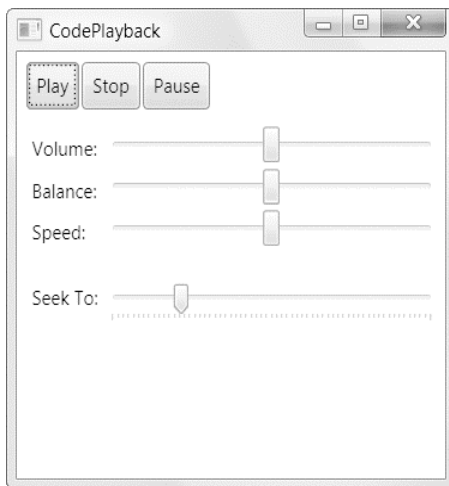 CodePlayback
Play Stop Pause
Volume:
Balance:
Speed:
Seek To: